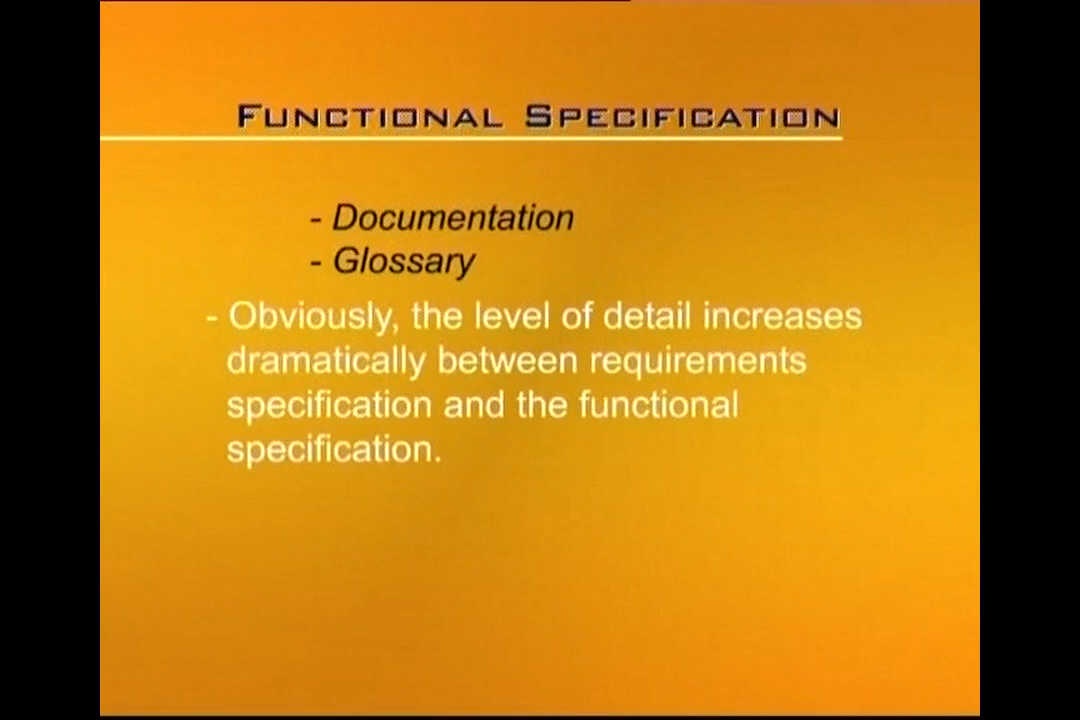 Functional Specification
- Documentation
- Glossary
- Obviously, the level of detail increases
dramatically between requirements
specification and the functional
specification.